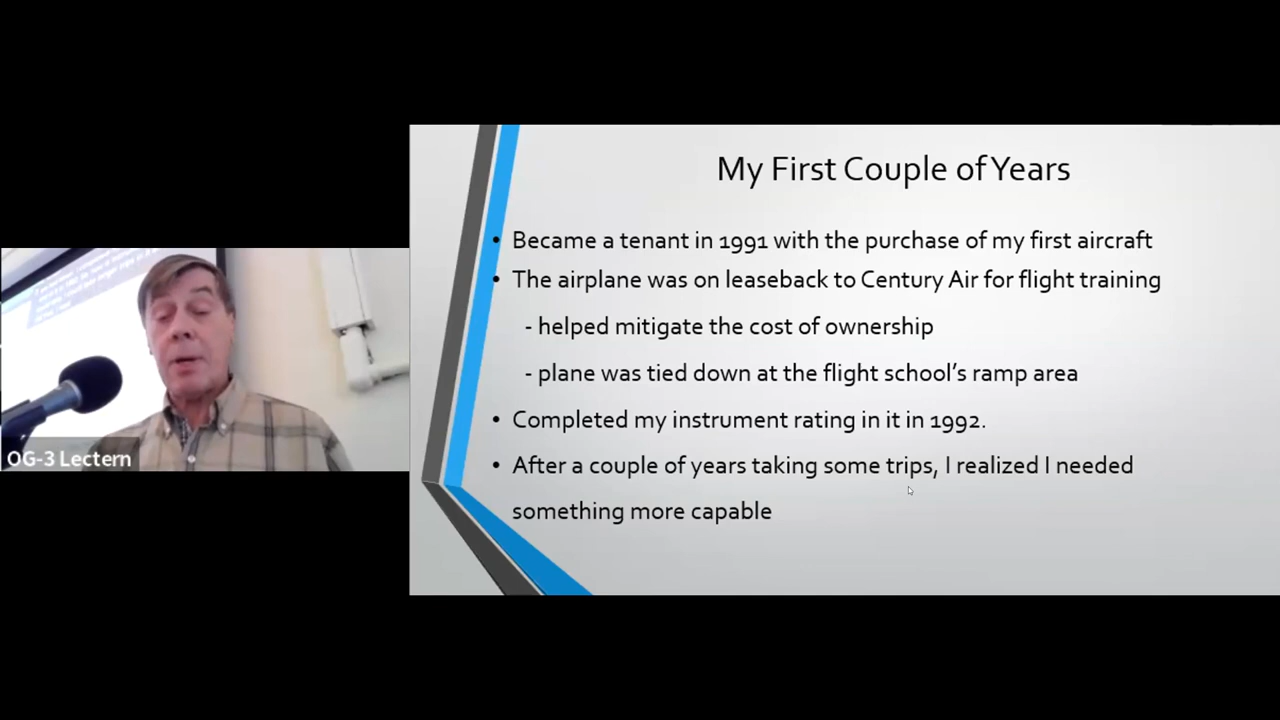 My First Couple of Years
• Became a tenant in 1991 with the purchase of my first aircraft
• The airplane was on leaseback to Century Air for flight training
- helped mitigate the cost of ownership
- plane was tied down at the flight school's ramp area
• Completed my instrument rating in it in 1992.
• After a couple of years taking some trips, I realized I needed
something more capable
OG-3 Lectern